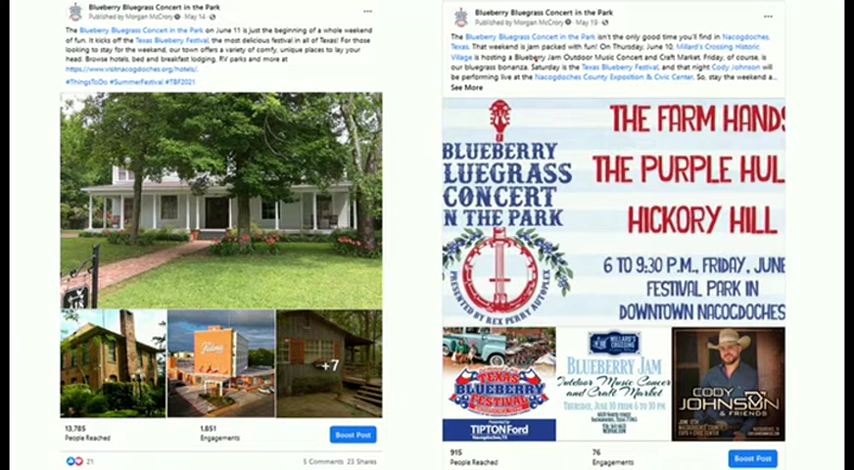 Blueberry Bluegrass Concert in the Park
Published by Morgan McCrory · May 14 ·
The Blueberry Bluegrass Concert in the Park on June 11 is just the beginning of a whole weekend
of fun. It kicks off the Texas Blueberry Festival, the most delicious festival in all of Texas! For those
looking to stay for the weekend, our town offers a variety of comfy, unique places to lay your
head. Browse hotels, bed and breakfast lodging, RV parks and more at
https://www.visitnacogdoches.org/hotels/.
#ThingsToDo #SummerFestival #TBF2021
+7
13,785
People Reached
1,851
Engagements
Boost Post
21
5 Comments 23 Shares
Blueberry Bluegrass Concert in the Park
Published by Morgan McCrory · May 19 ·
The Blueberry Bluegrass Concert in the Park isn't the only good time you'll find in Nacogdoches,
Texas. That weekend is jam packed with fun! On Thursday, June 10, Millard's Crossing Historic
Village is hosting a Blueberry Jam Outdoor Music Concert and Craft Market. Friday, of course, is
our bluegrass bonanza. Saturday is the Texas Blueberry Festival, and that night Cody Johnson will
be performing live at the Nacogdoches County Exposition & Civic Center. So, stay the weekend a...
See More
BLUEBERRY
LUEGRASS
CONCERT
IN THE PARK
PRESENTED BY REX PERRY AUTOPLEX
THE FARM HANDS
THE PURPLE HUL
HICKORY HILL
6 TO 9:30 P.M., FRIDAY, JUNE
FESTIVAL PARK IN
DOWNTOWN NACOGDOCHES
TEXAS
BLUEBERRY
FESTIVAL
TIPTON Ford
Nacogdoches, TX
MILLARD'S
CROSSING
BLUEBERRY JAM
Outdoor Music Concer
and Craft Market
THURSDAY, JUNE 10 FROM 6 TO 10 PM
CODY
JOHNSON
& FRIENDS
915
People Reached
76
Engagements
Boost Post